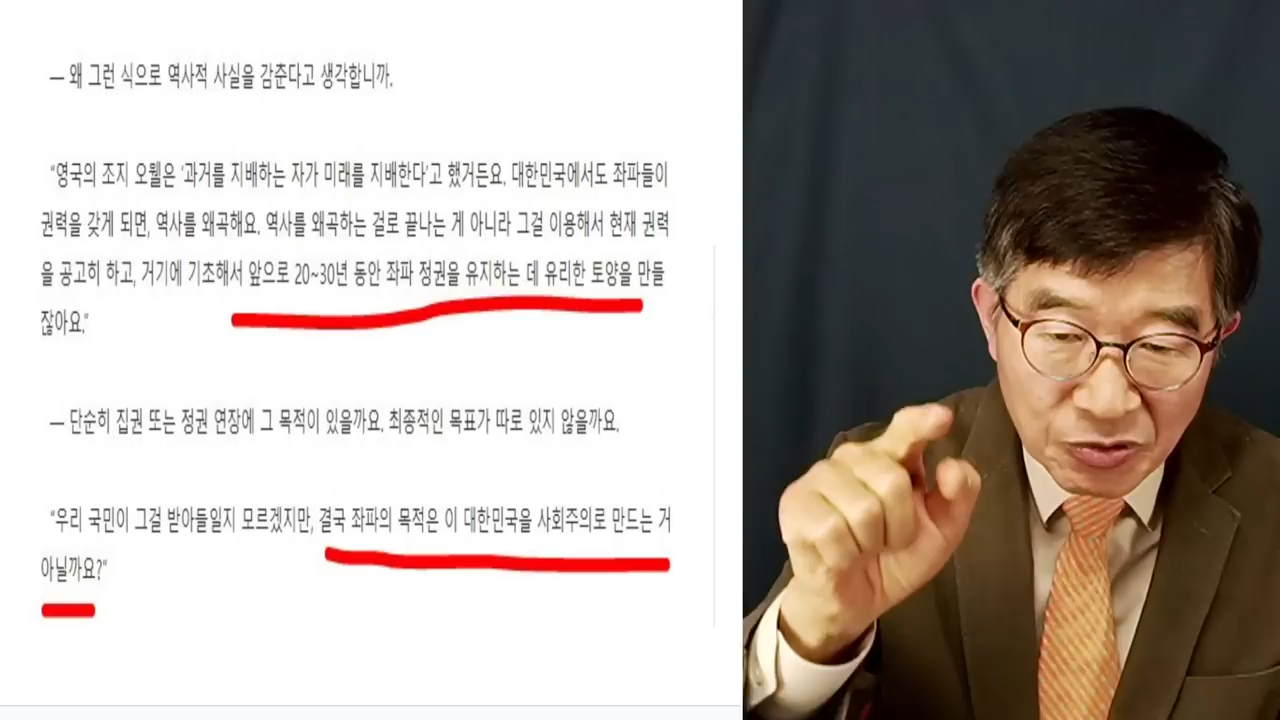 — 왜 그런 식으로 역사적 사실을 감춘다고 생각합니까.
“영국의 조지 오웰은 ‘과거를 지배하는 자가 미래를 지배한다’고 했거든요. 대한민국에서도 좌파들이
권력을 갖게 되면, 역사를 왜곡해요. 역사를 왜곡하는 걸로 끝나는 게 아니라 그걸 이용해서 현재 권력
을 공고히 하고, 거기에 기초해서 앞으로 20~30년 동안 좌파 정권을 유지하는 데 유리한 토양을 만들
잖아요.”
— 단순히 집권 또는 정권 연장에 그 목적이 있을까요. 최종적인 목표가 따로 있지 않을까요.
“우리 국민이 그걸 받아들일지 모르겠지만, 결국 좌파의 목적은 이 대한민국을 사회주의로 만드는 거
아닐까요?”